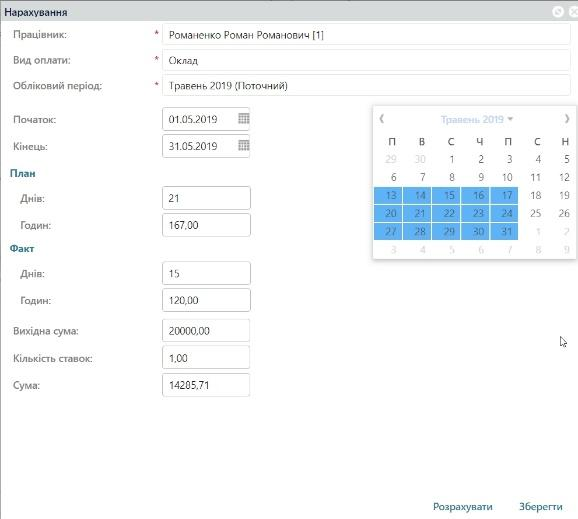 Нарахування
Працівник: * Романенко Роман Романович [1]
Вид оплати: * Оклад
Обліковий період: * Травень 2019 (Поточний)
Початок: 01.05.2019
Кінець: 31.05.2019
План
Днів: 21
Годин: 167,00
Факт
Днів: 15
Годин: 120,00
Вихідна сума: 20000,00
Кількість ставок: 1,00
Сума: 14285,71
Травень 2019
П В С Ч П С Н
29 30 1 2 3 4 5
6 7 8 9 10 11 12
13 14 15 16 17 18 19
20 21 22 23 24 25 26
27 28 29 30 31 1 2
3 4 5 6 7 8 9
Розрахувати Зберегти